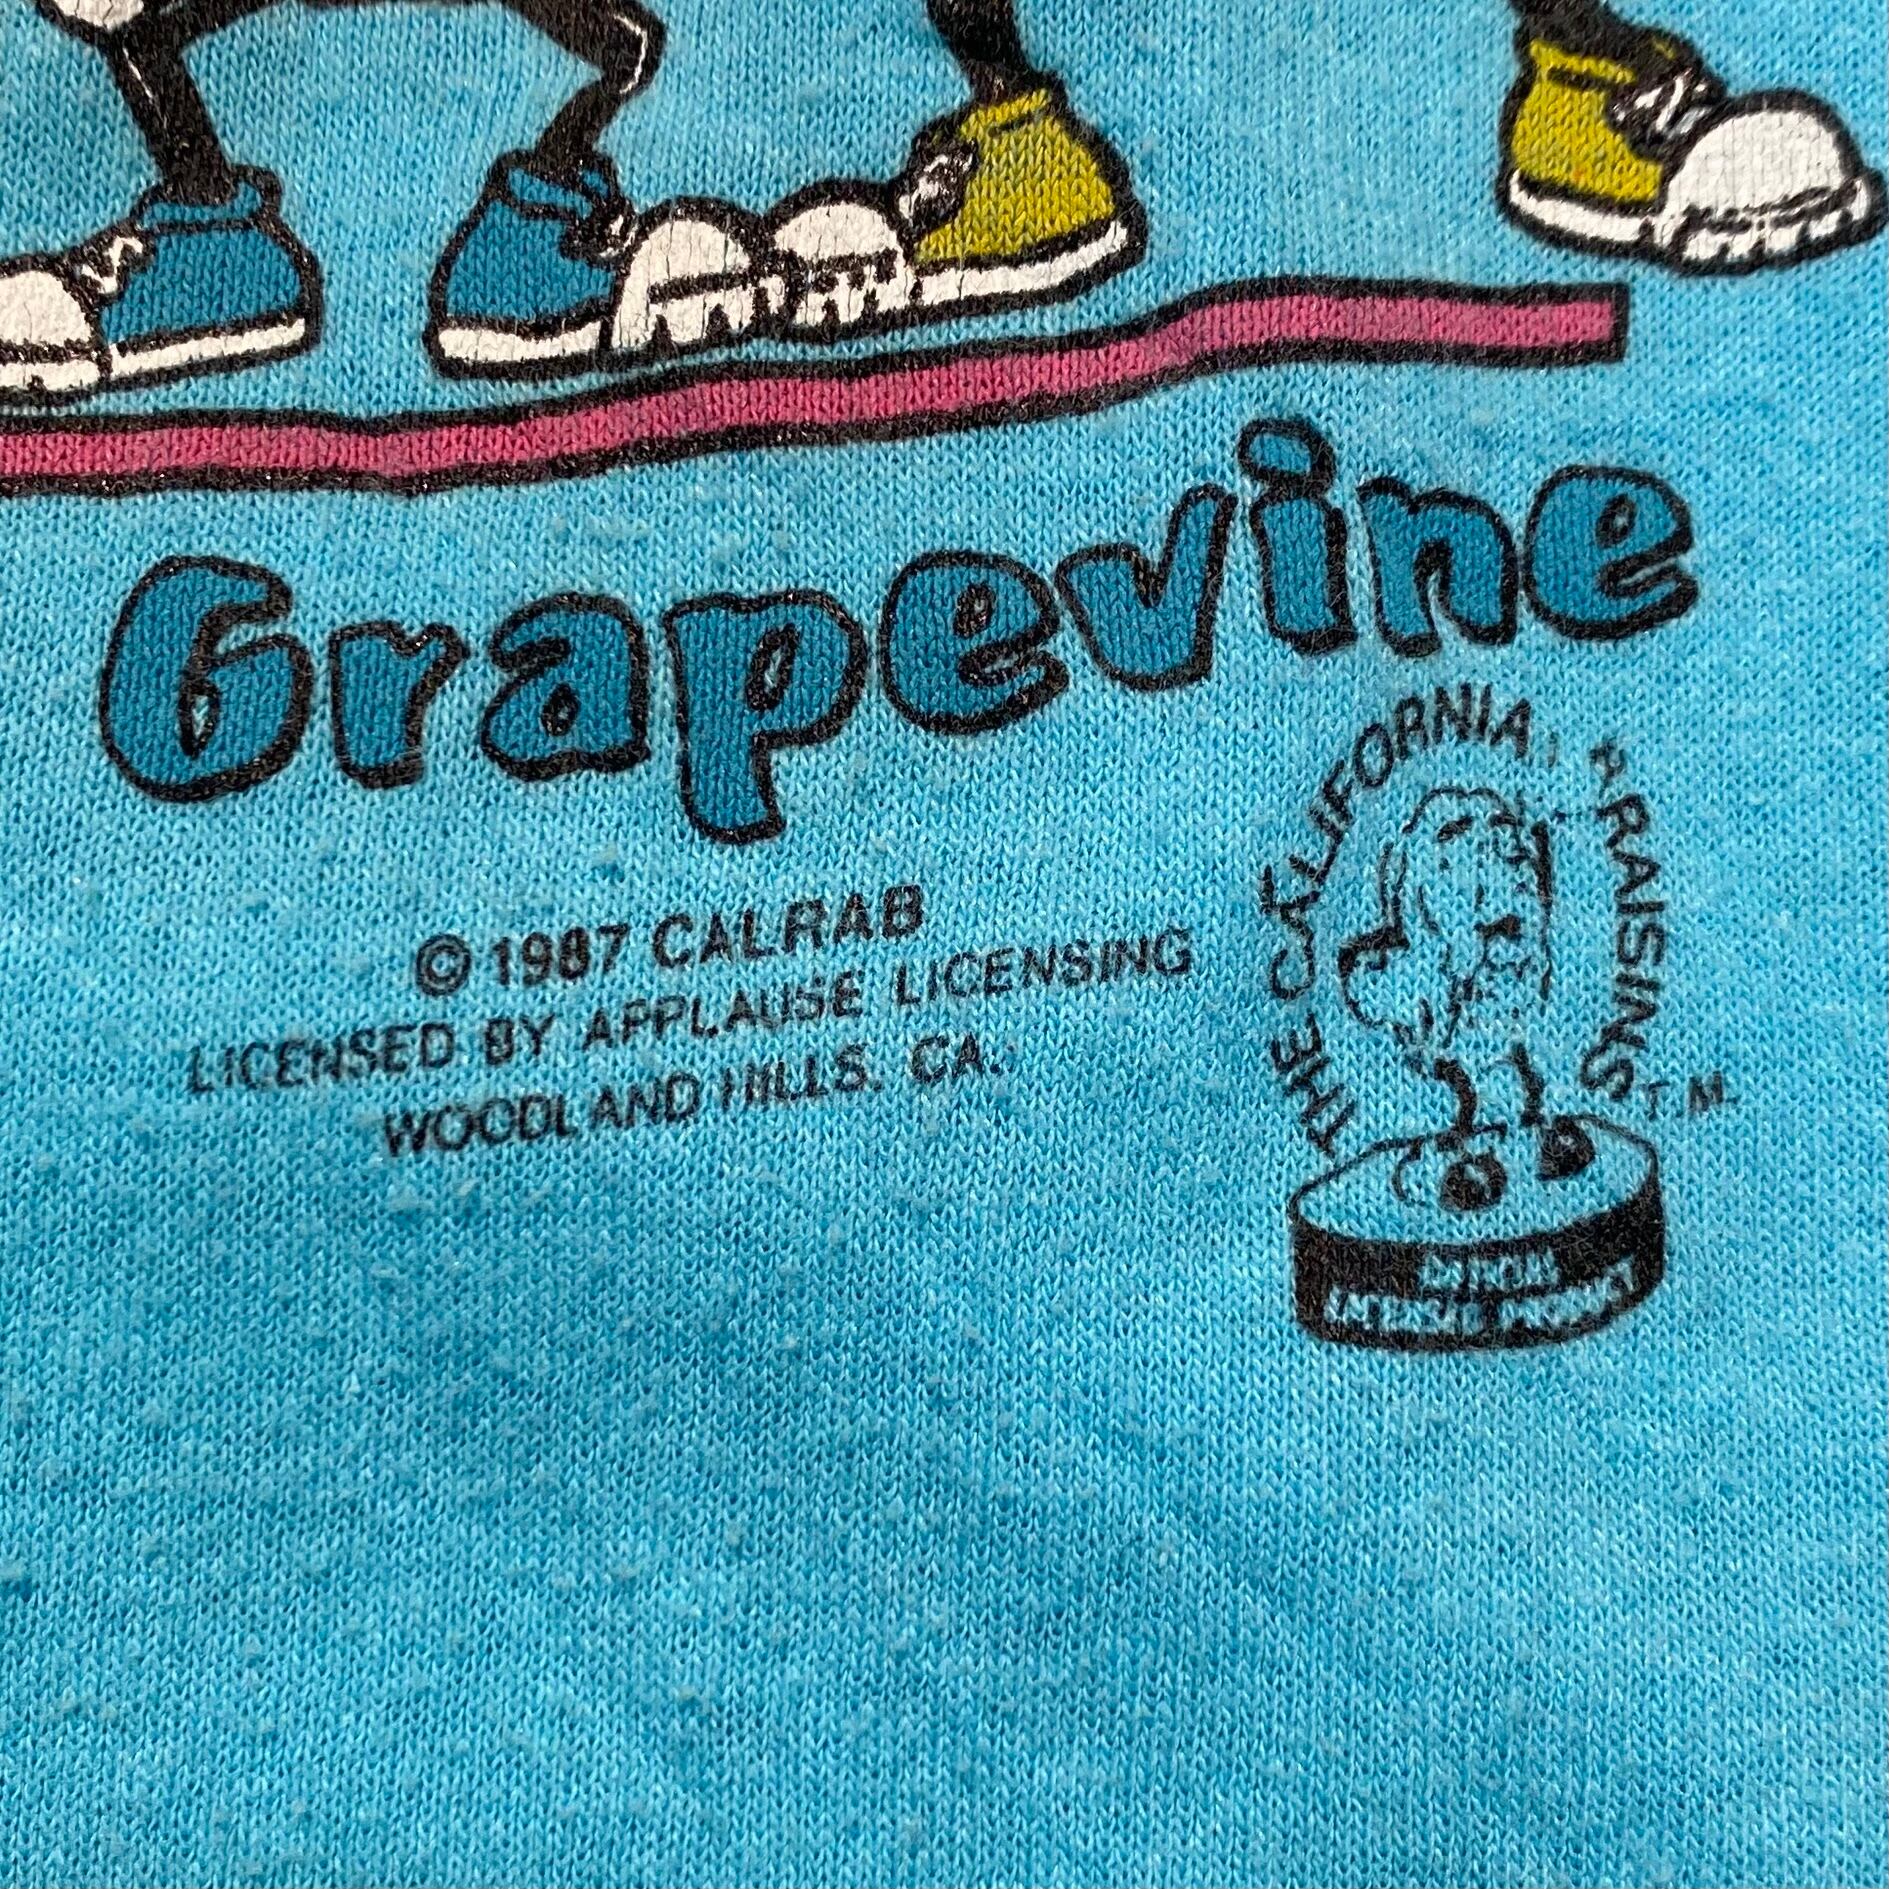 Grapevine
© 1987 CALRAB
LICENSED BY APPLAUSE LICENSING
WOODLAND HILLS. CA.
THE CALIFORNIA RAISINS T.M.